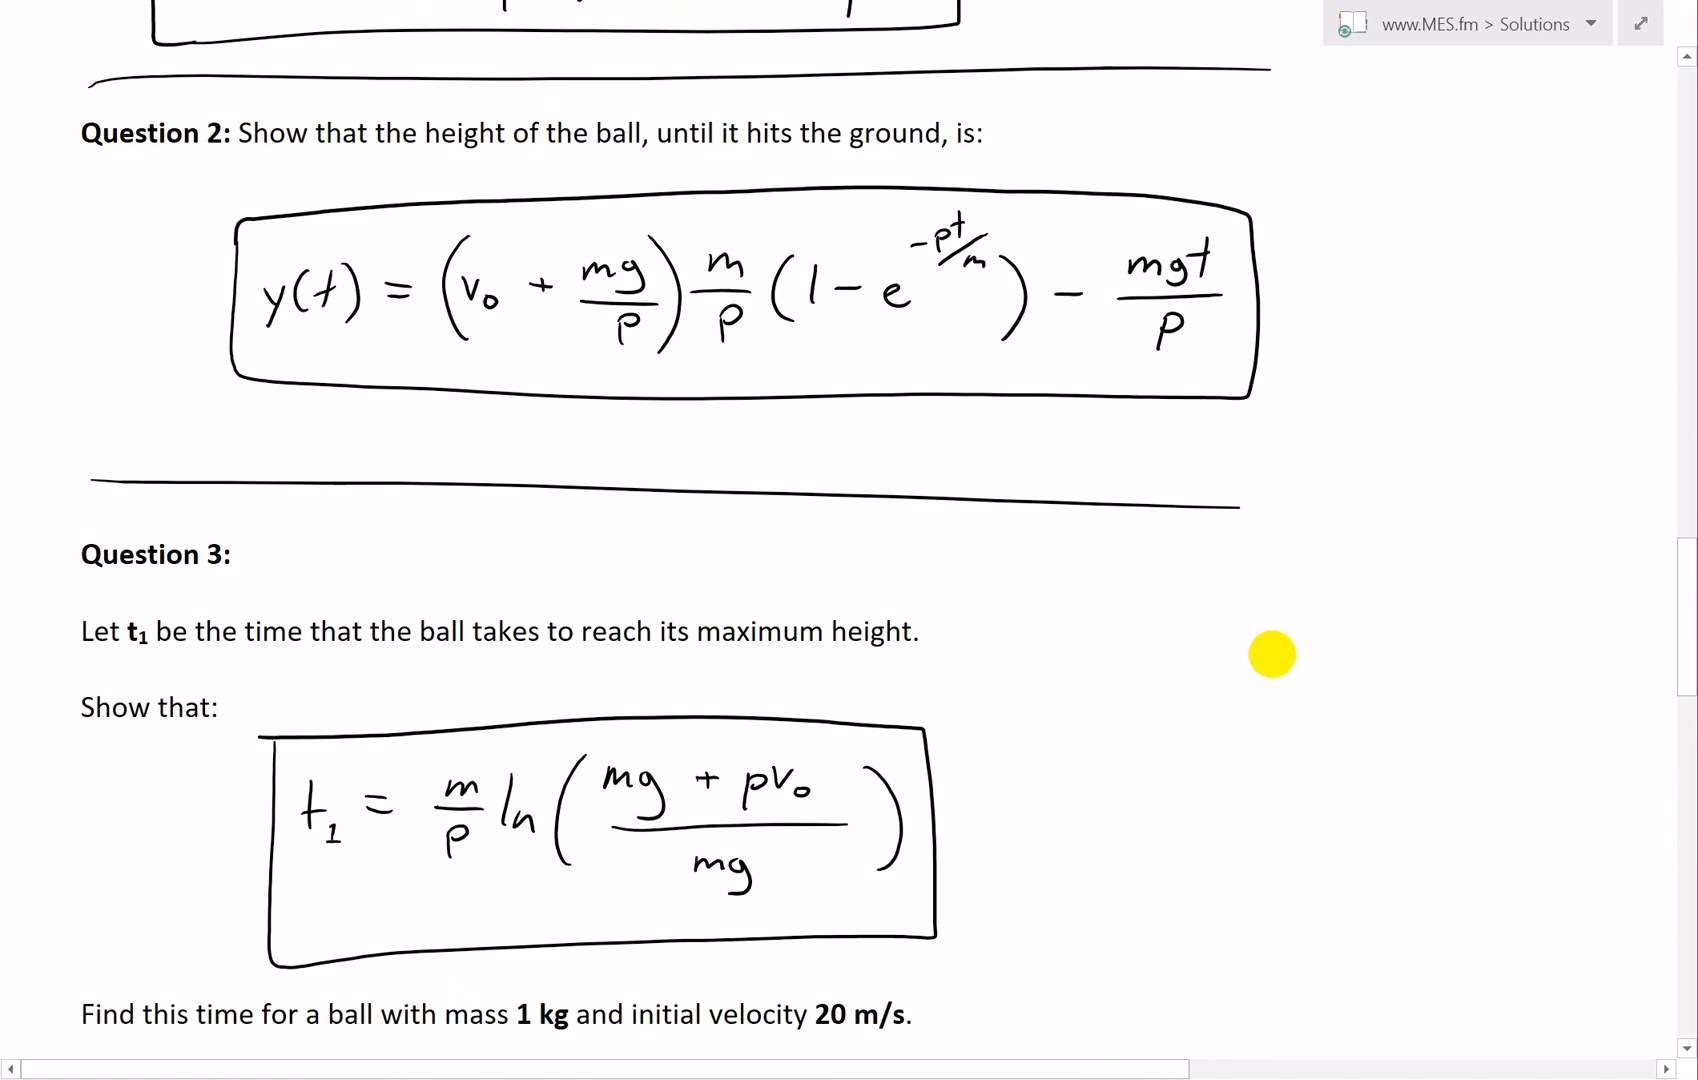 www.MES.fm > Solutions
Question 2: Show that the height of the ball, until it hits the ground, is:
y(t) = (v₀ + mg/p) m/p (1 - e^(-pt/m)) - mgt/p
Question 3:
Let t₁ be the time that the ball takes to reach its maximum height.
Show that:
t₁ = m/p ln((mg + pv₀)/mg)
Find this time for a ball with mass 1 kg and initial velocity 20 m/s.